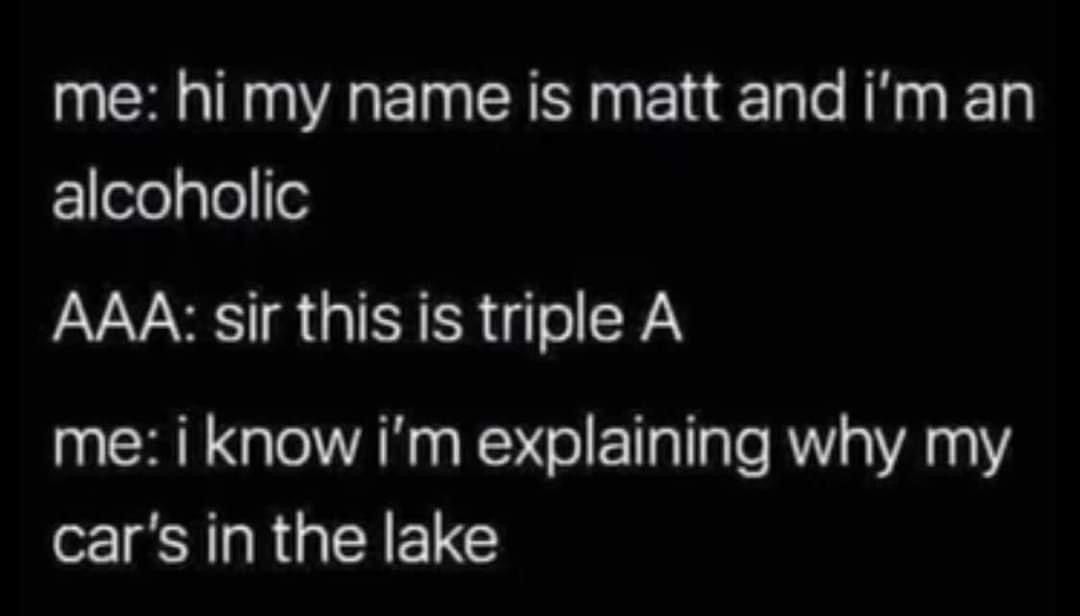 me: hi my name is matt and i'm an
alcoholic
AAA: sir this is triple A
me: i know i'm explaining why my
car's in the lake